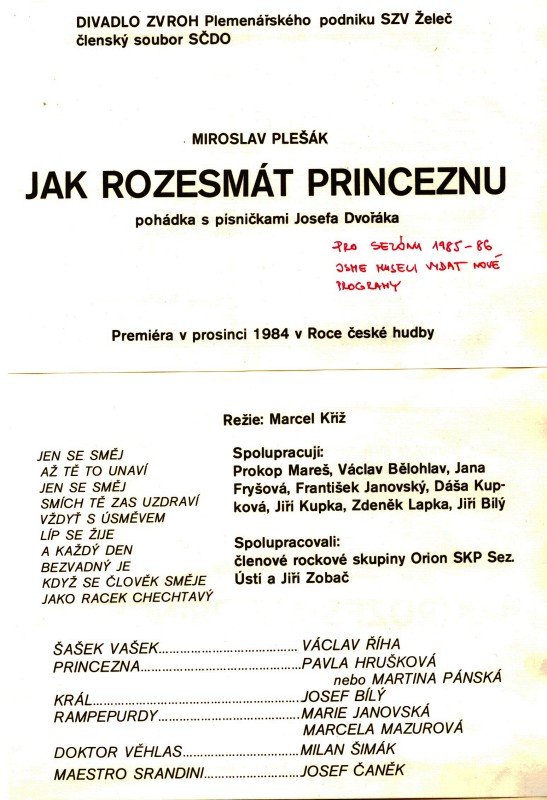 DIVADLO ZVROH Plemenářského podniku SZV Želeč
členský soubor SČDO
MIROSLAV PLEŠÁK
JAK ROZESMÁT PRINCEZNU
pohádka s písničkami Josefa Dvořáka
PRO SEZÓNU 1985-86
JSME MUSELI VYDAT NOVÉ
PROGRAMY
Premiéra v prosinci 1984 v Roce české hudby
Režie: Marcel Kříž
JEN SE SMĚJ
AŽ TĚ TO UNAVÍ
JEN SE SMĚJ
SMÍCH TĚ ZAS UZDRAVÍ
VŽDYŤ S ÚSMĚVEM
LÍP SE ŽIJE
A KAŽDÝ DEN
BEZVADNÝ JE
KDYŽ SE ČLOVĚK SMĚJE
JAKO RACEK CHECHTAVÝ
Spolupracují:
Prokop Mareš, Václav Bělohlav, Jana
Fryšová, František Janovský, Dáša Kup-
ková, Jiří Kupka, Zdeněk Lapka, Jiří Bílý
Spolupracovali:
členové rockové skupiny Orion SKP Sez.
Ústi a Jiří Zobač
ŠAŠEK VAŠEK........................................ VÁCLAV ŘÍHA
PRINCEZNA........................................ PAVLA HRUŠKOVÁ
nebo MARTINA PÁNSKÁ
KRÁL........................................ JOSEF BÍLÝ
RAMPEPURDY........................................ MARIE JANOVSKÁ
MARCELA MAZUROVÁ
DOKTOR VĚHLAS........................................ MILAN ŠIMÁK
MAESTRO SRANDINI........................................ JOSEF ČANĚK